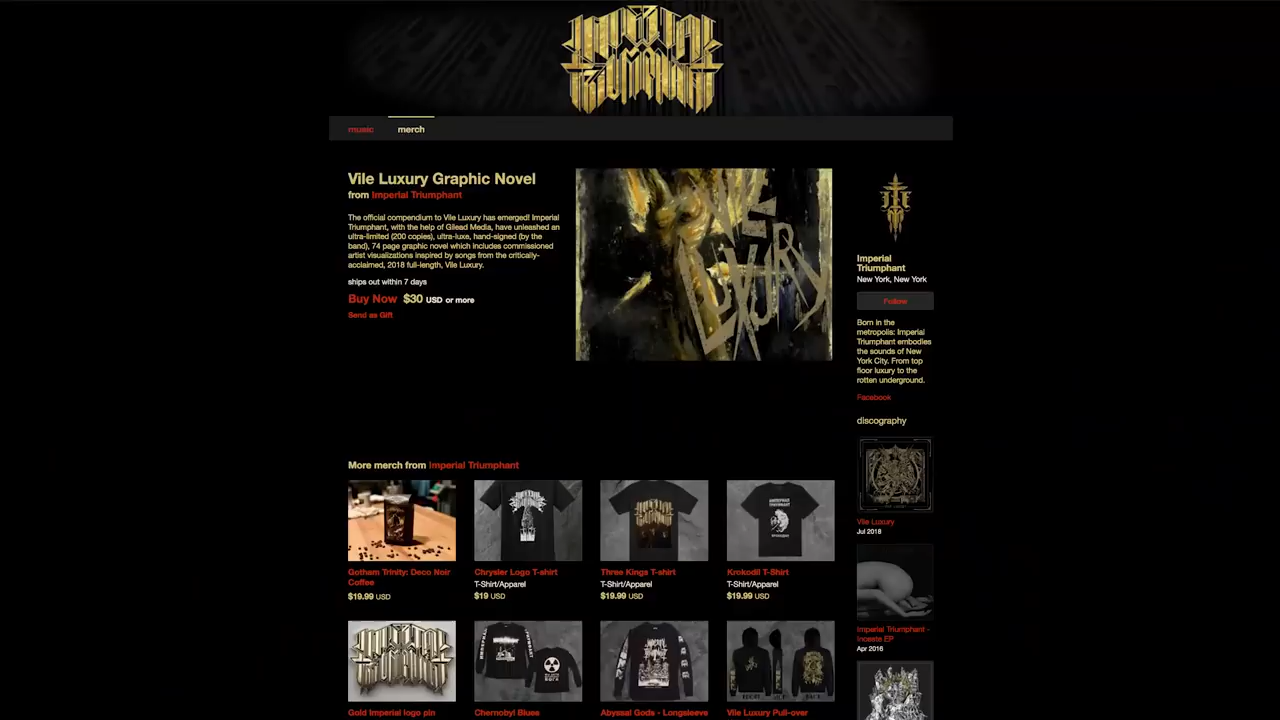 IMPERIAL
TRIUMPHANT
music
merch
Vile Luxury Graphic Novel
from Imperial Triumphant
The official compendium to Vile Luxury has emerged! Imperial
Triumphant, with the help of Gilead Media, have unleashed an
ultra-limited (200 copies), ultra-luxe, hand-signed (by the
band), 74 page graphic novel which includes commissioned
artist visualizations inspired by songs from the critically-
acclaimed, 2018 full-length, Vile Luxury.
ships out within 7 days
Buy Now $30 USD or more
Send as Gift
VILE
LUXURY
Imperial
Triumphant
New York, New York
Follow
Born in the
metropolis: Imperial
Triumphant embodies
the sounds of New
York City. From top
floor luxury to the
rotten underground.
Facebook
discography
Vile Luxury
Jul 2018
Imperial Triumphant -
Inceste EP
Apr 2016
More merch from Imperial Triumphant
Gotham Trinity: Deco Noir
Coffee
$19.99 USD
Chrysler Logo T-shirt
T-Shirt/Apparel
$19 USD
Three Kings T-shirt
T-Shirt/Apparel
$19.99 USD
Krokodil T-Shirt
T-Shirt/Apparel
$19.99 USD
Gold Imperial logo pin
Chernobyl Blues
Abyssal Gods - Longsleeve
Vile Luxury Pull-over